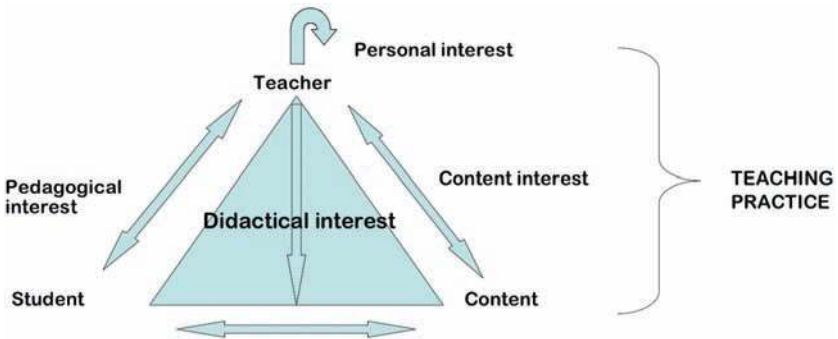 Personal interest
Teacher
Pedagogical
interest
Content interest
TEACHING
PRACTICE
Didactical interest
Student
Content